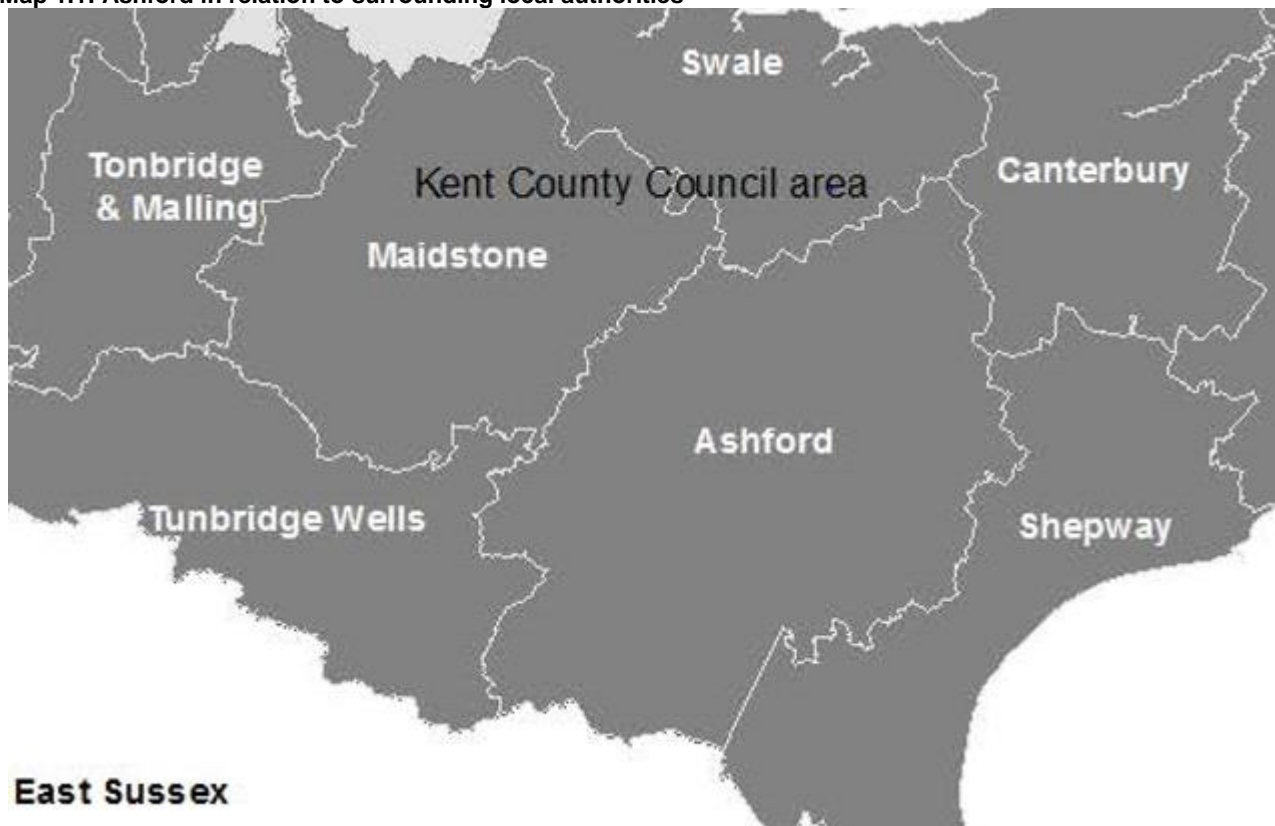 Map 1.1: Ashford in relation to surrounding local authorities
Swale
Tonbridge
& Malling
Canterbury
Kent County Council area
Maidstone
Ashford
Tunbridge Wells
Shepway
East Sussex